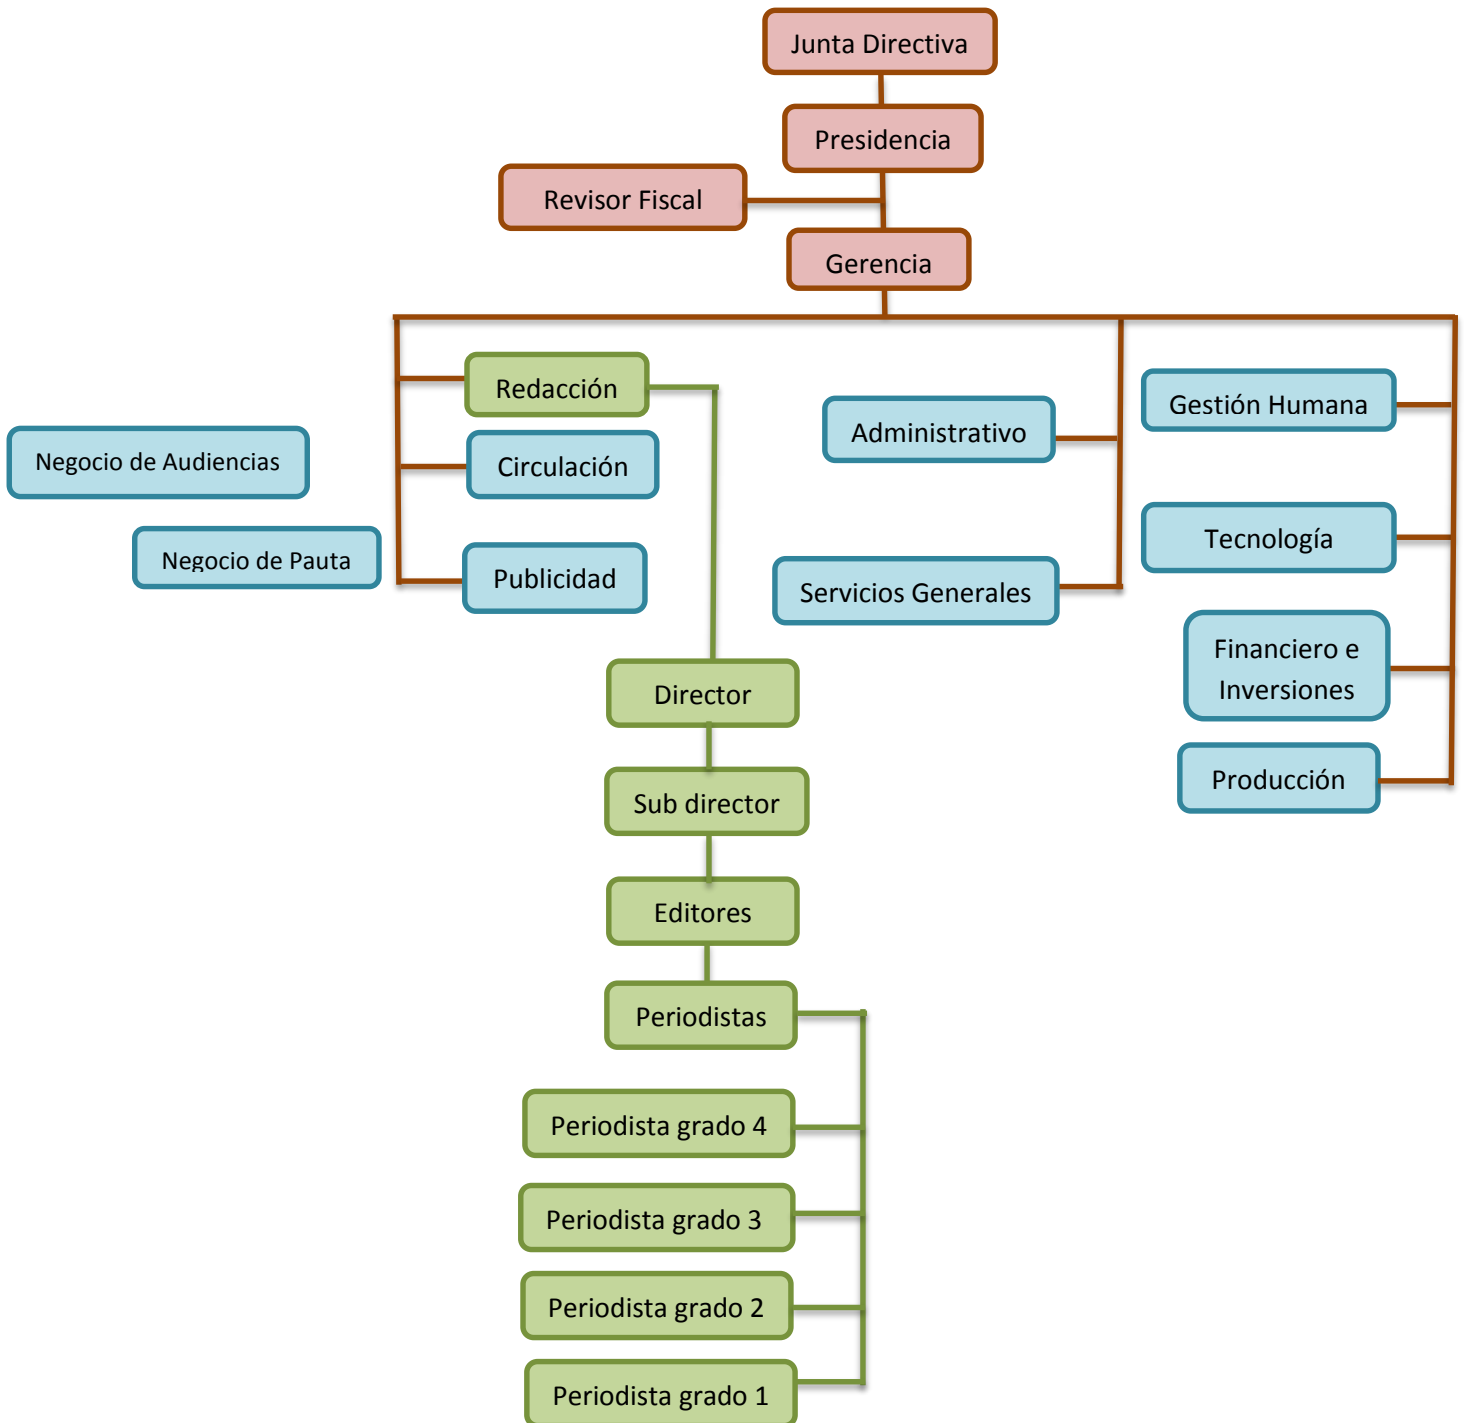 Junta Directiva
Presidencia
Revisor Fiscal
Gerencia
Redacción
Gestión Humana
Administrativo
Negocio de Audiencias
Circulación
Tecnología
Negocio de Pauta
Publicidad
Servicios Generales
Financiero e
Inversiones
Director
Producción
Sub director
Editores
Periodistas
Periodista grado 4
Periodista grado 3
Periodista grado 2
Periodista grado 1